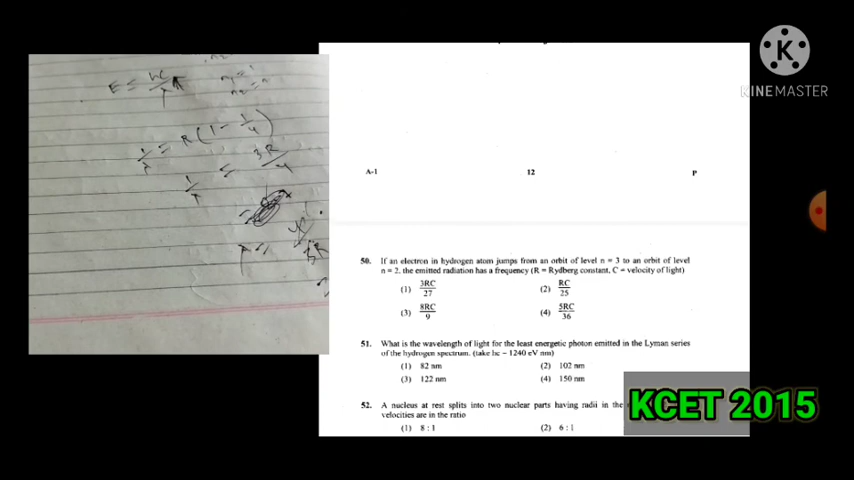 E = hc/λ
1/λ = R(1 - 1/4)
1/λ = 3R/4
KINEMASTER
A-1 12 P
50. If an electron in hydrogen atom jumps from an orbit of level n = 3 to an orbit of level
n = 2, the emitted radiation has a frequency (R = Rydberg constant, C = velocity of light)
(1) 3RC/27 (2) RC/25
(3) 8RC/9 (4) 5RC/36
51. What is the wavelength of light for the least energetic photon emitted in the Lyman series
of the hydrogen spectrum. (take hc = 1240 eV nm)
(1) 82 nm (2) 102 nm
(3) 122 nm (4) 150 nm
52. A nucleus at rest splits into two nuclear parts having radii in the
velocities are in the ratio
(1) 8 : 1 (2) 6 : 1
KCET 2015